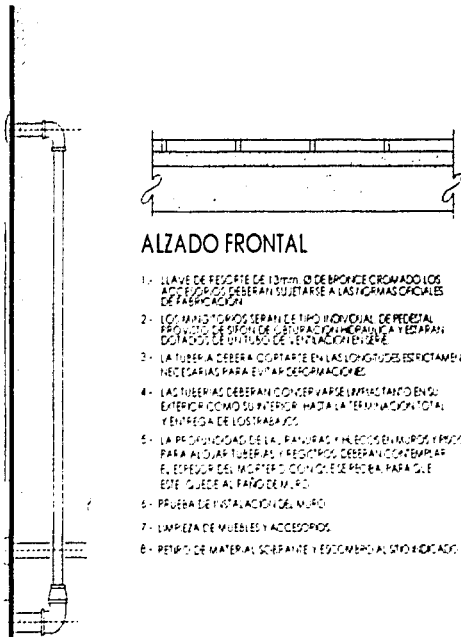 ALZADO FRONTAL
1.- LLAVE DE RESORTE DE 13mm. Ø DE BRONCE CROMADO LOS
ACCESORIOS DEBERAN SUJETARSE A LAS NORMAS OFICIALES
DE FABRICACION
2.- LOS MINGITORIOS SERAN DE TIPO INDIVIDUAL DE PEDESTAL
PROVISTO DE SIFON DE OBTURACION HIDRAULICA Y ESTARAN
DOTADOS DE UN TUBO DE VENTILACION EN SERIE.
3.- LA TUBERIA DEBERA CORTARSE EN LAS LONGITUDES ESTRICTAMEN
NECESARIAS PARA EVITAR DEFORMACIONES
4.- LAS TUBERIAS DEBERAN CONSERVARSE LIMPIAS TANTO EN SU
EXTERIOR COMO SU INTERIOR HASTA LA TERMINACION TOTAL
Y ENTREGA DE LOS TRABAJOS
5.- LA PROFUNDIDAD DE LAS RANURAS Y HUECOS EN MUROS Y PISOS
PARA ALOJAR TUBERIAS Y REGISTROS DEBERAN CONTEMPLAR
EL ESPESOR DEL MORTERO CON QUE SE RECIBA, PARA QUE
ESTE QUEDE AL PAÑO DE MURO
6.- PRUEBA DE INSTALACION DEL MURO
7.- LIMPIEZA DE MUEBLES Y ACCESORIOS.
8.- RETIRO DE MATERIAL SOBRANTE Y ESCOMBRO AL SITIO INDICADO